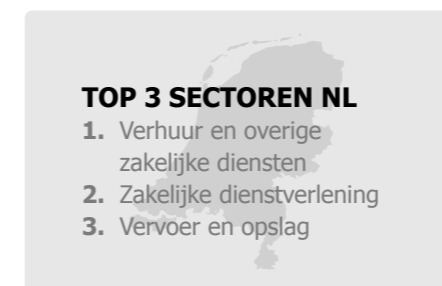 TOP 3 SECTOREN NL
1. Verhuur en overige
zakelijke diensten
2. Zakelijke dienstverlening
3. Vervoer en opslag